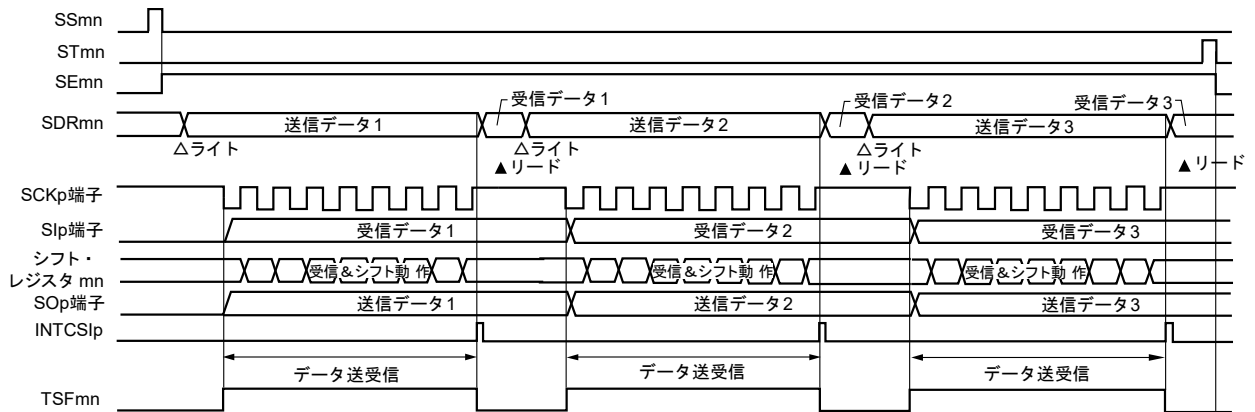 SSmn
STmn
SEmn
受信データ1
受信データ2
受信データ3
SDRmn
送信データ1
送信データ2
送信データ3
△ライト
△ライト
△ライト
▲リード
▲リード
▲リード
SCKp端子
SIp端子
受信データ1
受信データ2
受信データ3
シフト・
レジスタ mn
受信&シフト動 作
受信&シフト動 作
受信&シフト動 作
SOp端子
送信データ1
送信データ2
送信データ3
INTCSIp
データ送受信
データ送受信
データ送受信
TSFmn